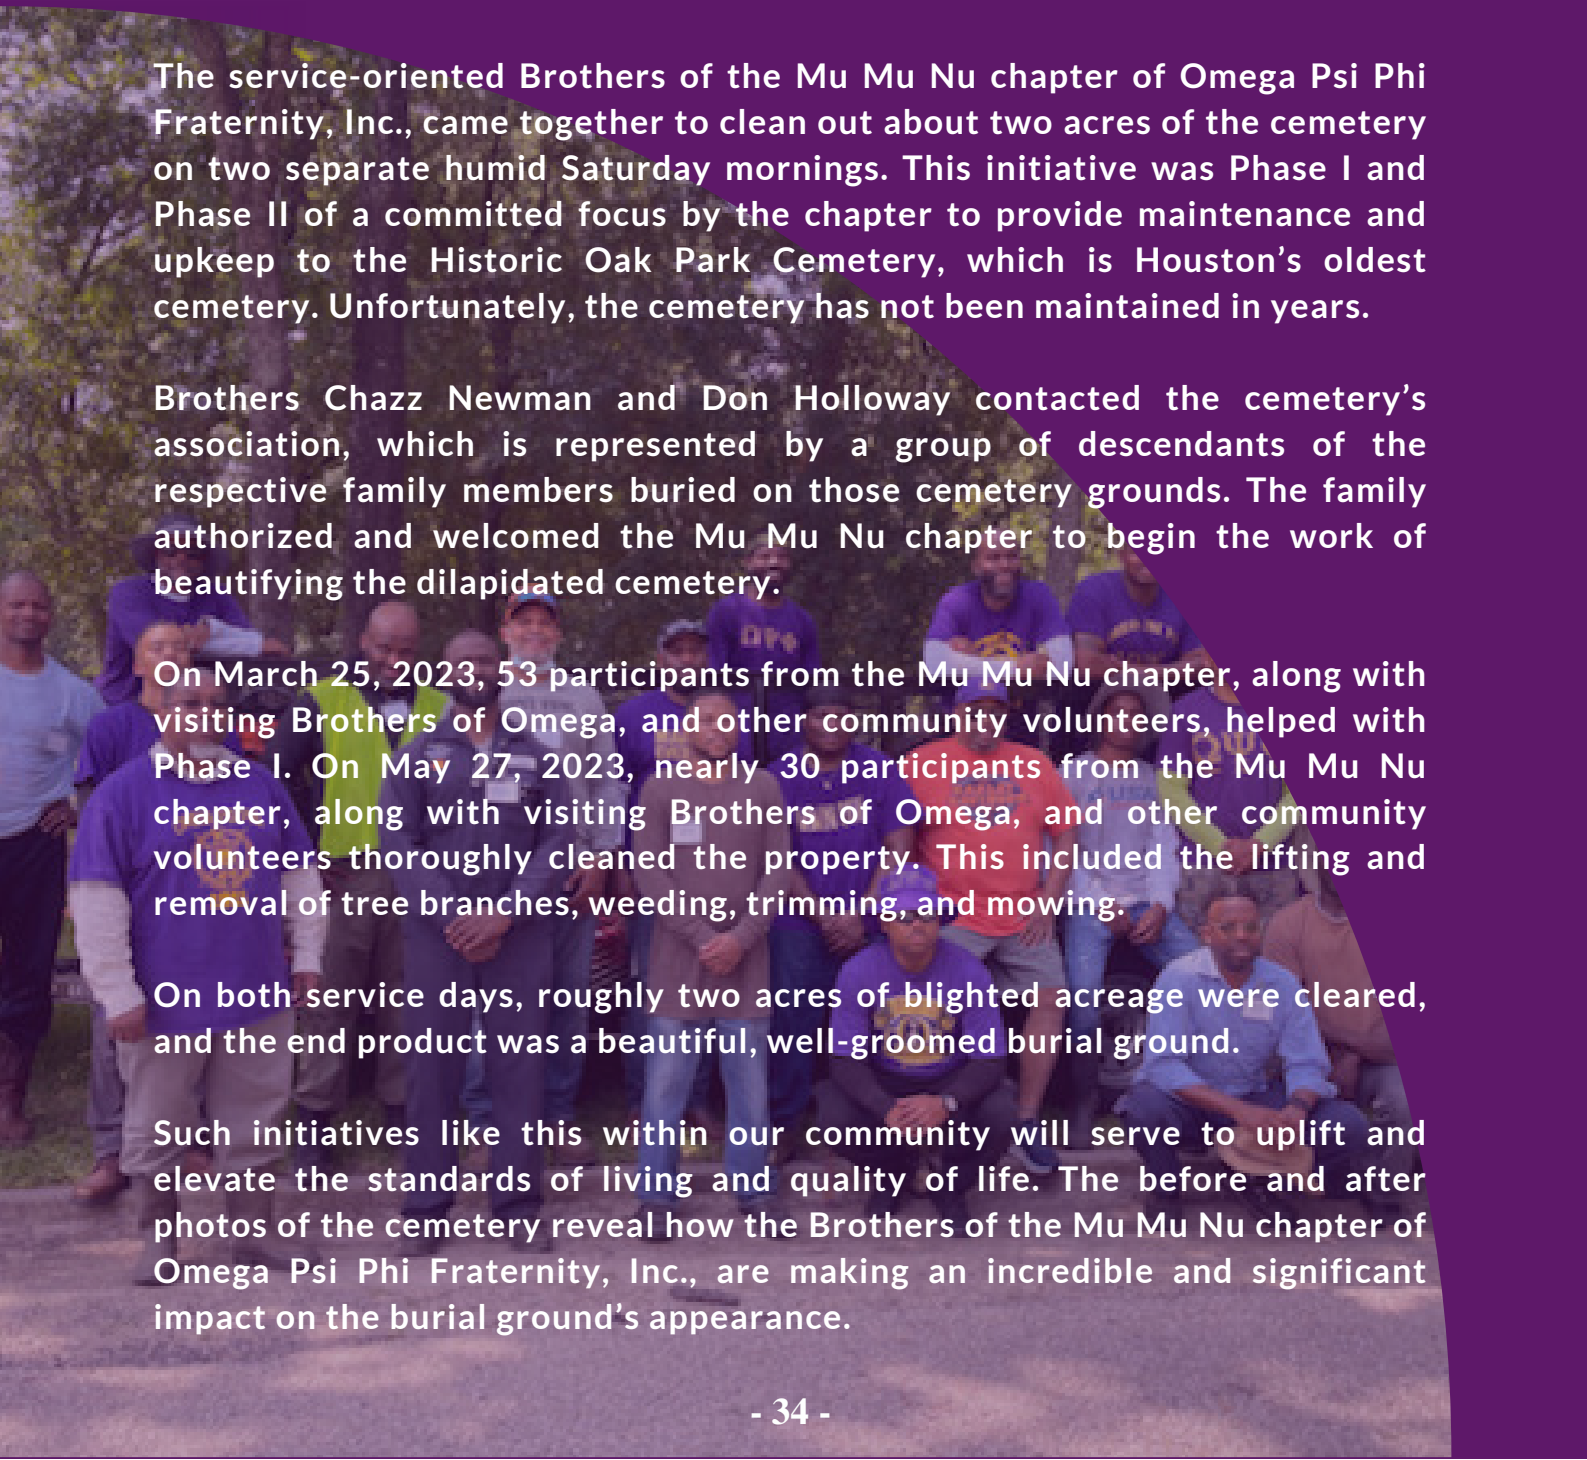 The service-oriented Brothers of the Mu Mu Nu chapter of Omega Psi Phi
Fraternity, Inc., came together to clean out about two acres of the cemetery
on two separate humid Saturday mornings. This initiative was Phase I and
Phase II of a committed focus by the chapter to provide maintenance and
upkeep to the Historic Oak Park Cemetery, which is Houston’s oldest
cemetery. Unfortunately, the cemetery has not been maintained in years.
Brothers Chazz Newman and Don Holloway contacted the cemetery’s
association, which is represented by a group of descendants of the
respective family members buried on those cemetery grounds. The family
authorized and welcomed the Mu Mu Nu chapter to begin the work of
beautifying the dilapidated cemetery.
On March 25, 2023, 53 participants from the Mu Mu Nu chapter, along with
visiting Brothers of Omega, and other community volunteers, helped with
Phase I. On May 27, 2023, nearly 30 participants from the Mu Mu Nu
chapter, along with visiting Brothers of Omega, and other community
volunteers thoroughly cleaned the property. This included the lifting and
removal of tree branches, weeding, trimming, and mowing.
On both service days, roughly two acres of blighted acreage were cleared,
and the end product was a beautiful, well-groomed burial ground.
Such initiatives like this within our community will serve to uplift and
elevate the standards of living and quality of life. The before and after
photos of the cemetery reveal how the Brothers of the Mu Mu Nu chapter of
Omega Psi Phi Fraternity, Inc., are making an incredible and significant
impact on the burial ground’s appearance.
- 34 -